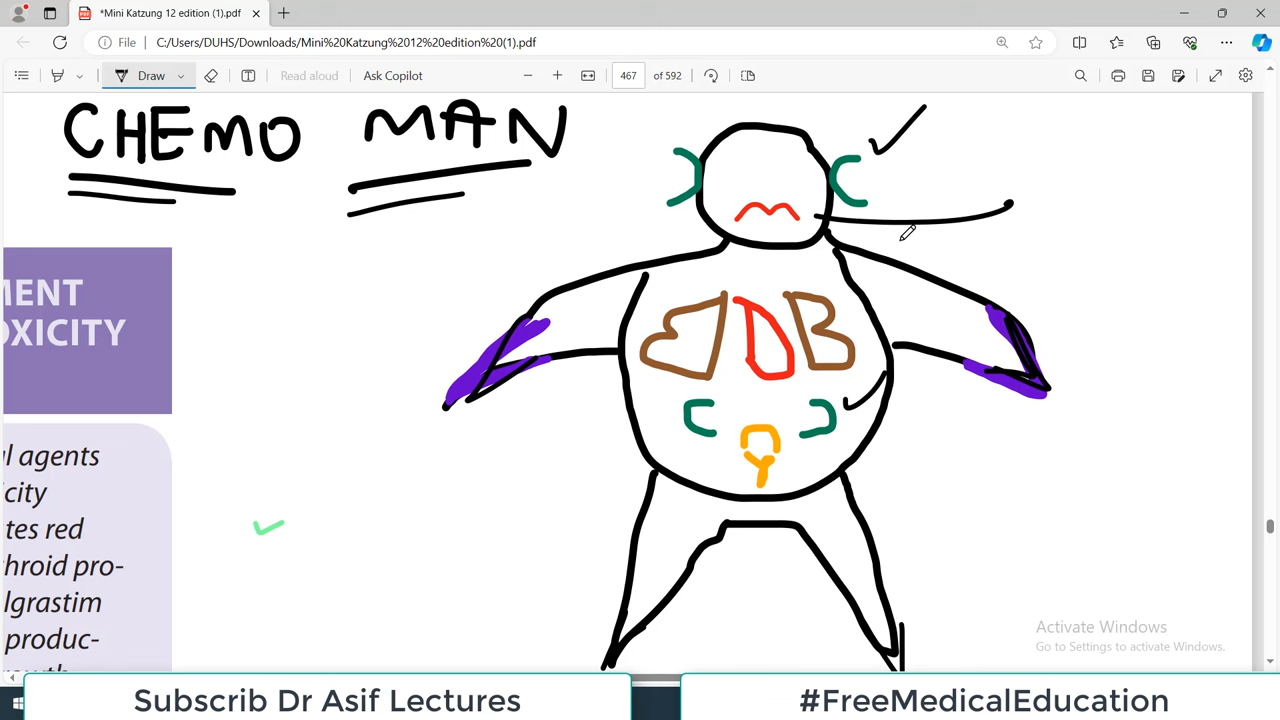 *Mini Katzung 12 edition (1).pdf
File
C:/Users/DUHS/Downloads/Mini%20Katzung%2012%20edition%20(1).pdf
Draw
Read aloud
Ask Copilot
467
of 592
CHEMO MAN
MENT
OXICITY
l agents
city
tes red
throid pro-
lgrastim
produc-
Activate Windows
Go to Settings to activate Windows.
Subscrib Dr Asif Lectures
#FreeMedicalEducation